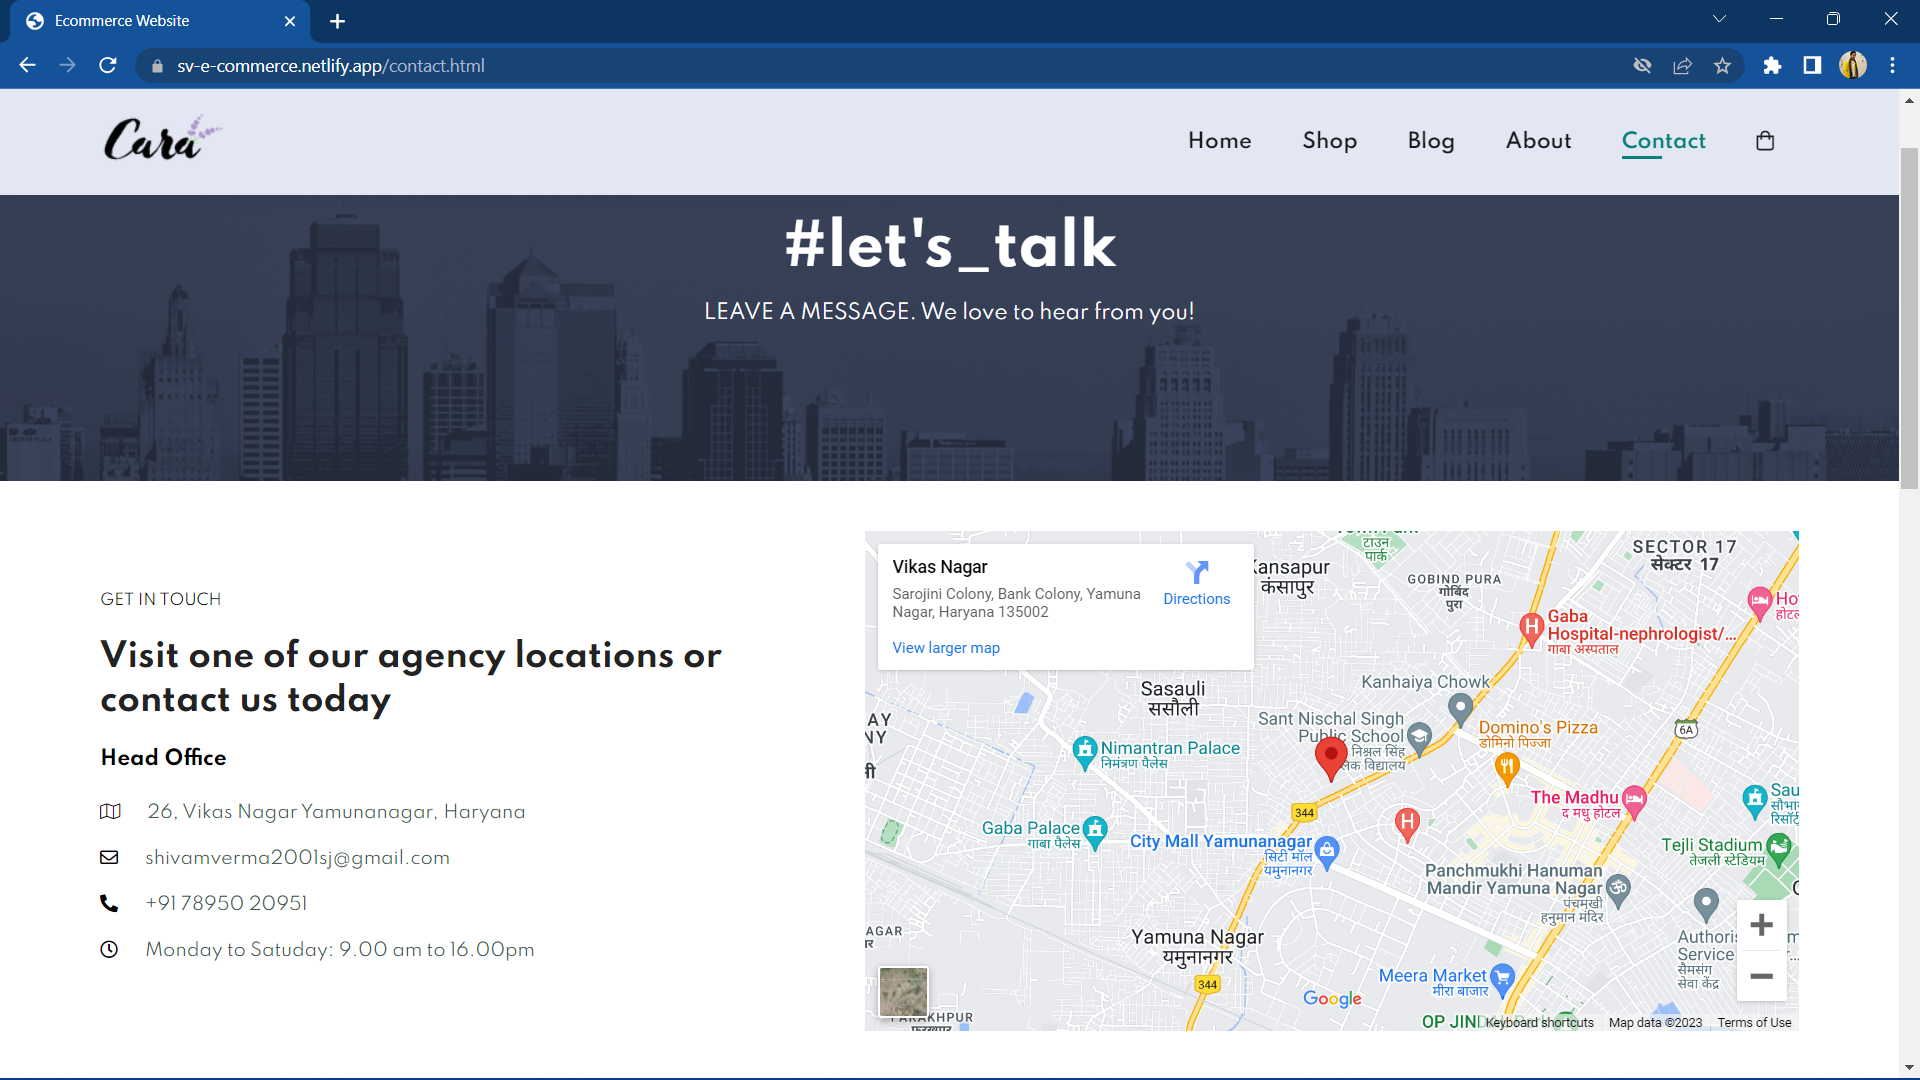 Ecommerce Website
sv-e-commerce.netlify.app/contact.html
Cara
Home
Shop
Blog
About
Contact
#let's_talk
LEAVE A MESSAGE. We love to hear from you!
GET IN TOUCH
Visit one of our agency locations or
contact us today
Head Office
26, Vikas Nagar Yamunanagar, Haryana
shivamverma2001sj@gmail.com
+91 78950 20951
Monday to Satuday: 9.00 am to 16.00pm
Vikas Nagar
Sarojini Colony, Bank Colony, Yamuna
Nagar, Haryana 135002
View larger map
Directions
टाउन
पार्क
Kansapur
कंसापुर
GOBIND PURA
गोबिंद
पुरा
SECTOR 17
सेक्टर 17
Gaba
Hospital-nephrologist/...
गाबा अस्पताल
Sasauli
ससौली
Kanhaiya Chowk
Sant Nischal Singh
Public School
Domino's Pizza
डोमिनो पिज्जा
6A
Nimantran Palace
निमंत्रण पैलेस
The Madhu
द मधु होटल
344
Gaba Palace
गाबा पैलेस
City Mall Yamunanagar
सिटी मॉल
यमुनानगर
Tejli Stadium
तेजली स्टेडियम
Panchmukhi Hanuman
Mandir Yamuna Nagar
पंचमुखी
हनुमान मंदिर
Yamuna Nagar
यमुनानगर
344
Meera Market
मीरा बाजार
Service
सैमसंग
सेवा केंद्र
Google
OP JIND
Keyboard shortcuts
Map data ©2023
Terms of Use